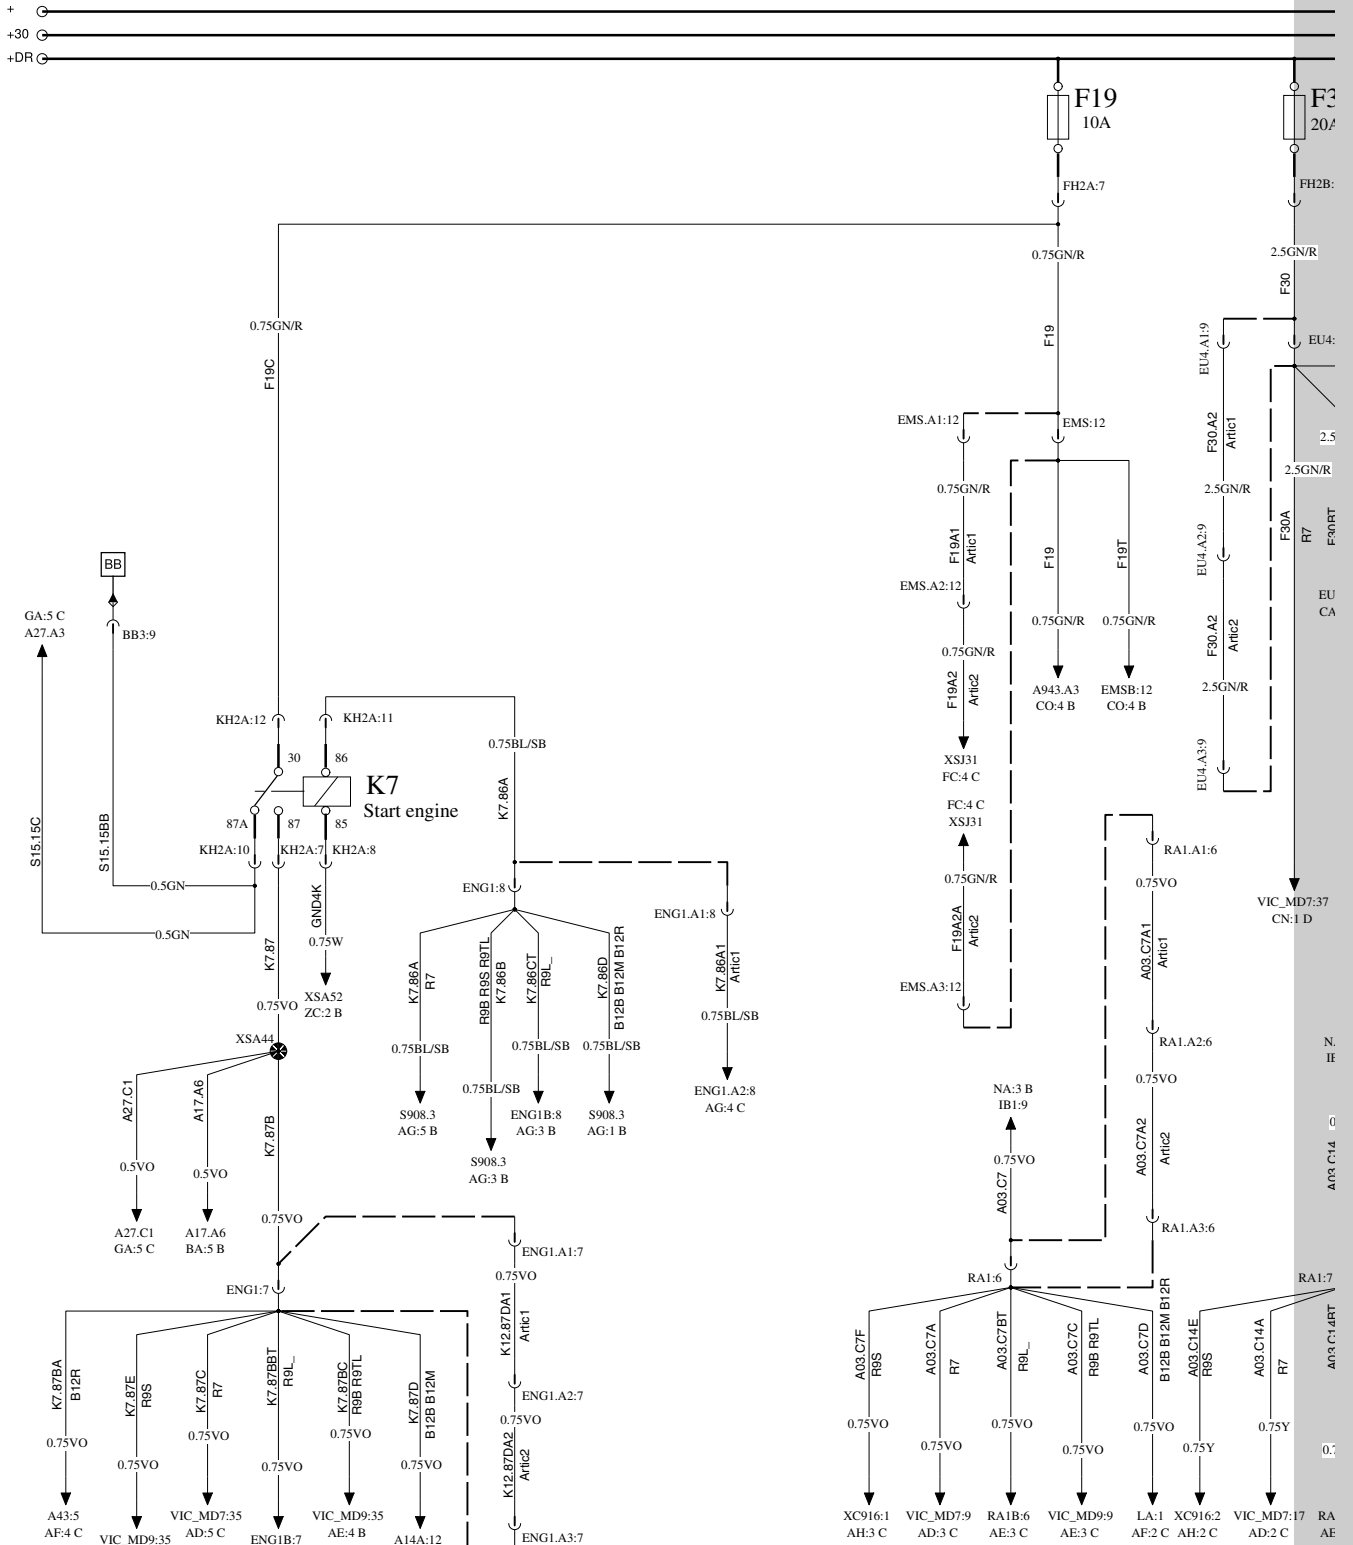 +
+30
+DR
F19
10A
FH2A:7
FH2B:
0.75GN/R
2.5GN/R
F30
F19
0.75GN/R
F19C
EU4.A1:9
EU4:
EMS.A1:12
EMS:12
F30.A2
Artic1
2.5GN/R
0.75GN/R
2.5GN/R
F19A1
Artic1
F19
F19T
EU4.A2:9
F30A
R7
F30BT
EMS.A2:12
BB
BB3:9
GA:5 C
A27.A3
0.75GN/R
0.75GN/R
0.75GN/R
F30.A2
Artic2
EU
CA
F19A2
Artic2
A943.A3
CO:4 B
EMSB:12
CO:4 B
2.5GN/R
KH2A:12
KH2A:11
0.75BL/SB
XSJ31
FC:4 C
EU4.A3:9
30
86
K7
Start engine
K7.86A
FC:4 C
XSJ31
87A
87
85
KH2A:10
KH2A:7
KH2A:8
S15.15C
S15.15BB
0.5GN
0.5GN
RA1.A1:6
0.75GN/R
0.75VO
ENG1:8
ENG1.A1:8
VIC_MD7:37
CN:1 D
GND4K
0.75W
K7.87
F19A2A
Artic2
A03.C7A1
Artic1
K7.86A
R7
R9B R9S R9TL
K7.86B
K7.86CT
R9L_
K7.86D
B12B B12M B12R
K7.86A1
Artic1
EMS.A3:12
XSA52
ZC:2 B
0.75VO
0.75BL/SB
XSA44
0.75BL/SB
0.75BL/SB
0.75BL/SB
0.75BL/SB
RA1.A2:6
0.75VO
A27.C1
A17.A6
K7.87B
NA:3 B
IB1:9
ENG1.A2:8
AG:4 C
S908.3
AG:5 B
ENG1B:8
AG:3 B
S908.3
AG:1 B
S908.3
AG:3 B
0.5VO
0.5VO
0.75VO
A03.C7
A03.C7A2
Artic2
A03.C14
A27.C1
GA:5 C
A17.A6
BA:5 B
0.75VO
RA1.A3:6
ENG1.A1:7
0.75VO
ENG1:7
RA1:6
RA1:7
K12.87DA1
Artic1
K7.87BA
B12R
K7.87E
R9S
K7.87C
R7
K7.87BBT
R9L_
K7.87BC
R9B R9TL
K7.87D
B12B B12M
A03.C7F
R9S
A03.C7A
R7
A03.C7BT
R9L_
A03.C7C
R9B R9TL
A03.C7D
B12B B12M B12R
A03.C14E
R9S
A03.C14A
R7
A03.C14BT
ENG1.A2:7
0.75VO
0.75VO
0.75VO
0.75VO
0.75VO
0.75VO
0.75VO
K12.87DA2
Artic2
0.75VO
0.75VO
0.75VO
0.75VO
0.75VO
0.75Y
0.75Y
A43:5
AF:4 C
VIC_MD9:35
VIC_MD7:35
AD:5 C
ENG1B:7
VIC_MD9:35
AE:4 B
A14A:12
ENG1.A3:7
XC916:1
AH:3 C
VIC_MD7:9
AD:3 C
RA1B:6
AE:3 C
VIC_MD9:9
AE:3 C
LA:1
AF:2 C
XC916:2
AH:2 C
VIC_MD7:17
AD:2 C
RA